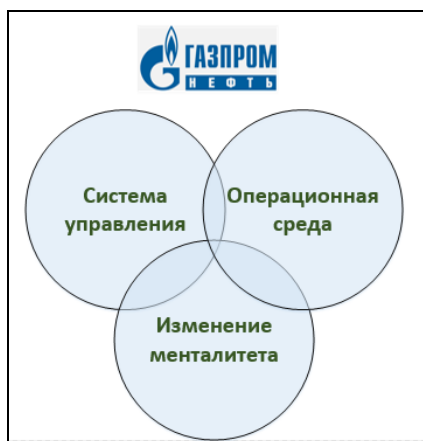 ГАЗПРОМ
НЕФТЬ
Система
управления
Операционная
среда
Изменение
менталитета